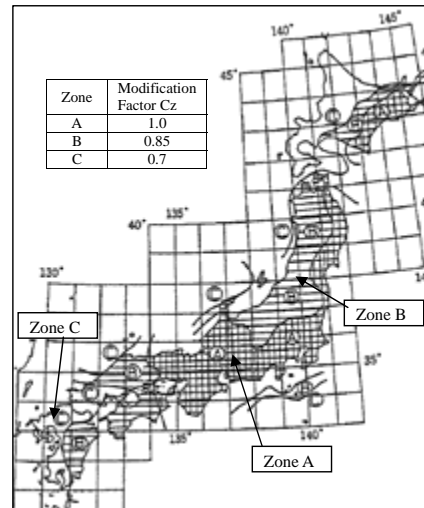 140°
145°
45°
Zone Modification Factor Cz
A 1.0
B 0.85
C 0.7
40°
135°
130°
Zone C
Zone B
35°
135°
140°
Zone A